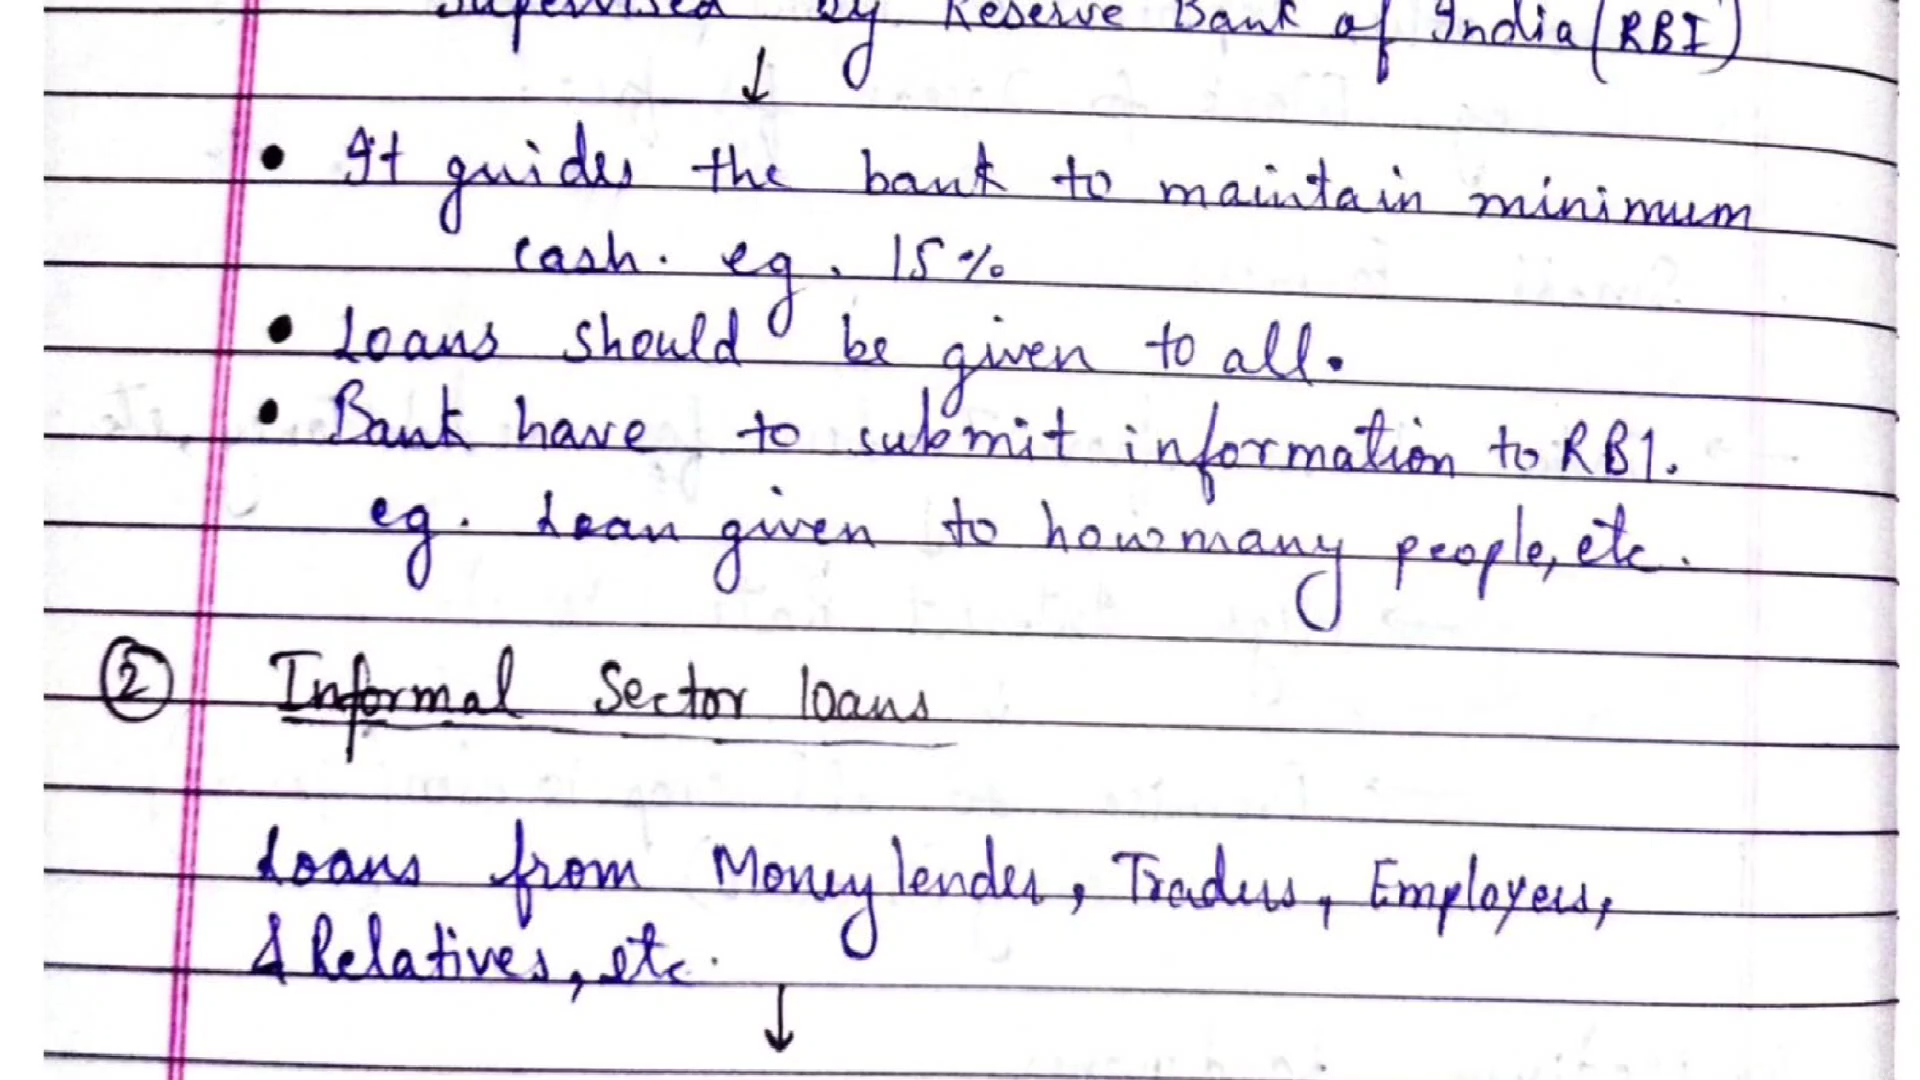 Supervised by Reserve Bank of India (RBI)
↓
• It guides the bank to maintain minimum
cash. eg. 15%
• Loans should be given to all.
• Bank have to submit information to RBI.
eg. Loan given to how many people, etc.
② Informal Sector loans
Loans from Moneylender, Traders, Employers,
& Relatives, etc.
↓